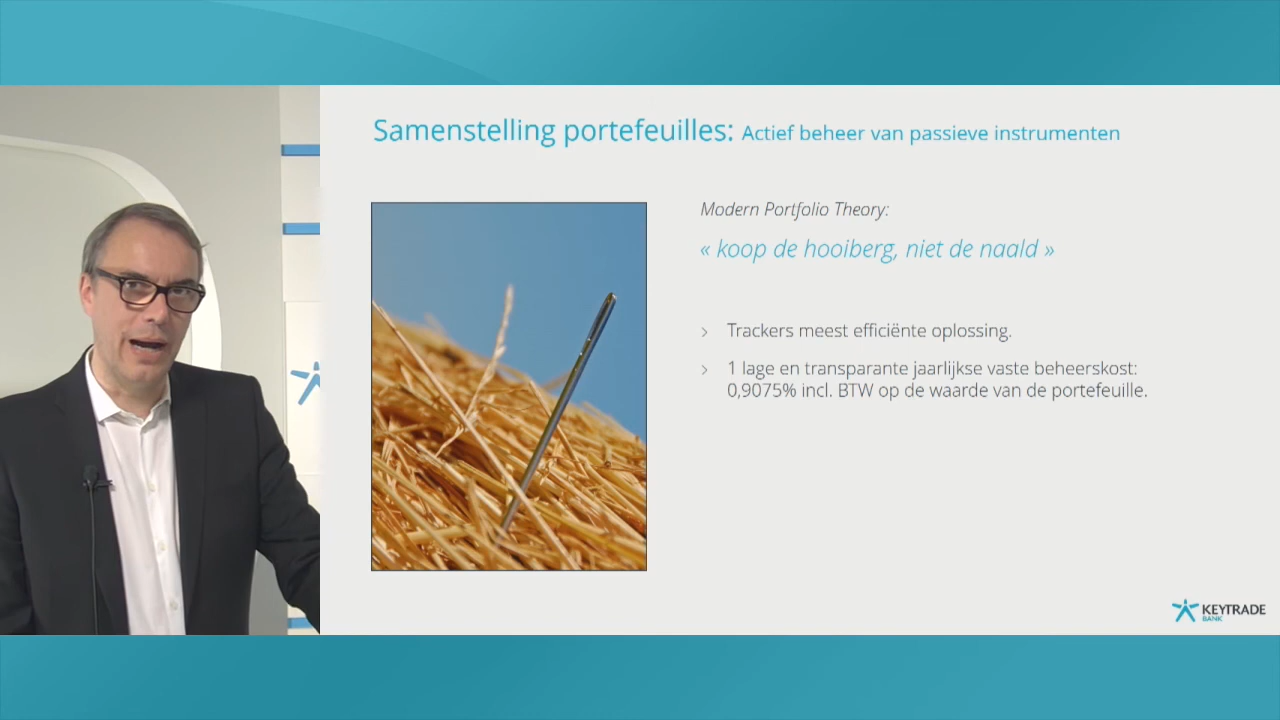 Samenstelling portefeuilles: Actief beheer van passieve instrumenten
Modern Portfolio Theory:
« koop de hooiberg, niet de naald »
› Trackers meest efficiënte oplossing.
› 1 lage en transparante jaarlijkse vaste beheerskost:
0,9075% incl. BTW op de waarde van de portefeuille.
KEYTRADE
BANK